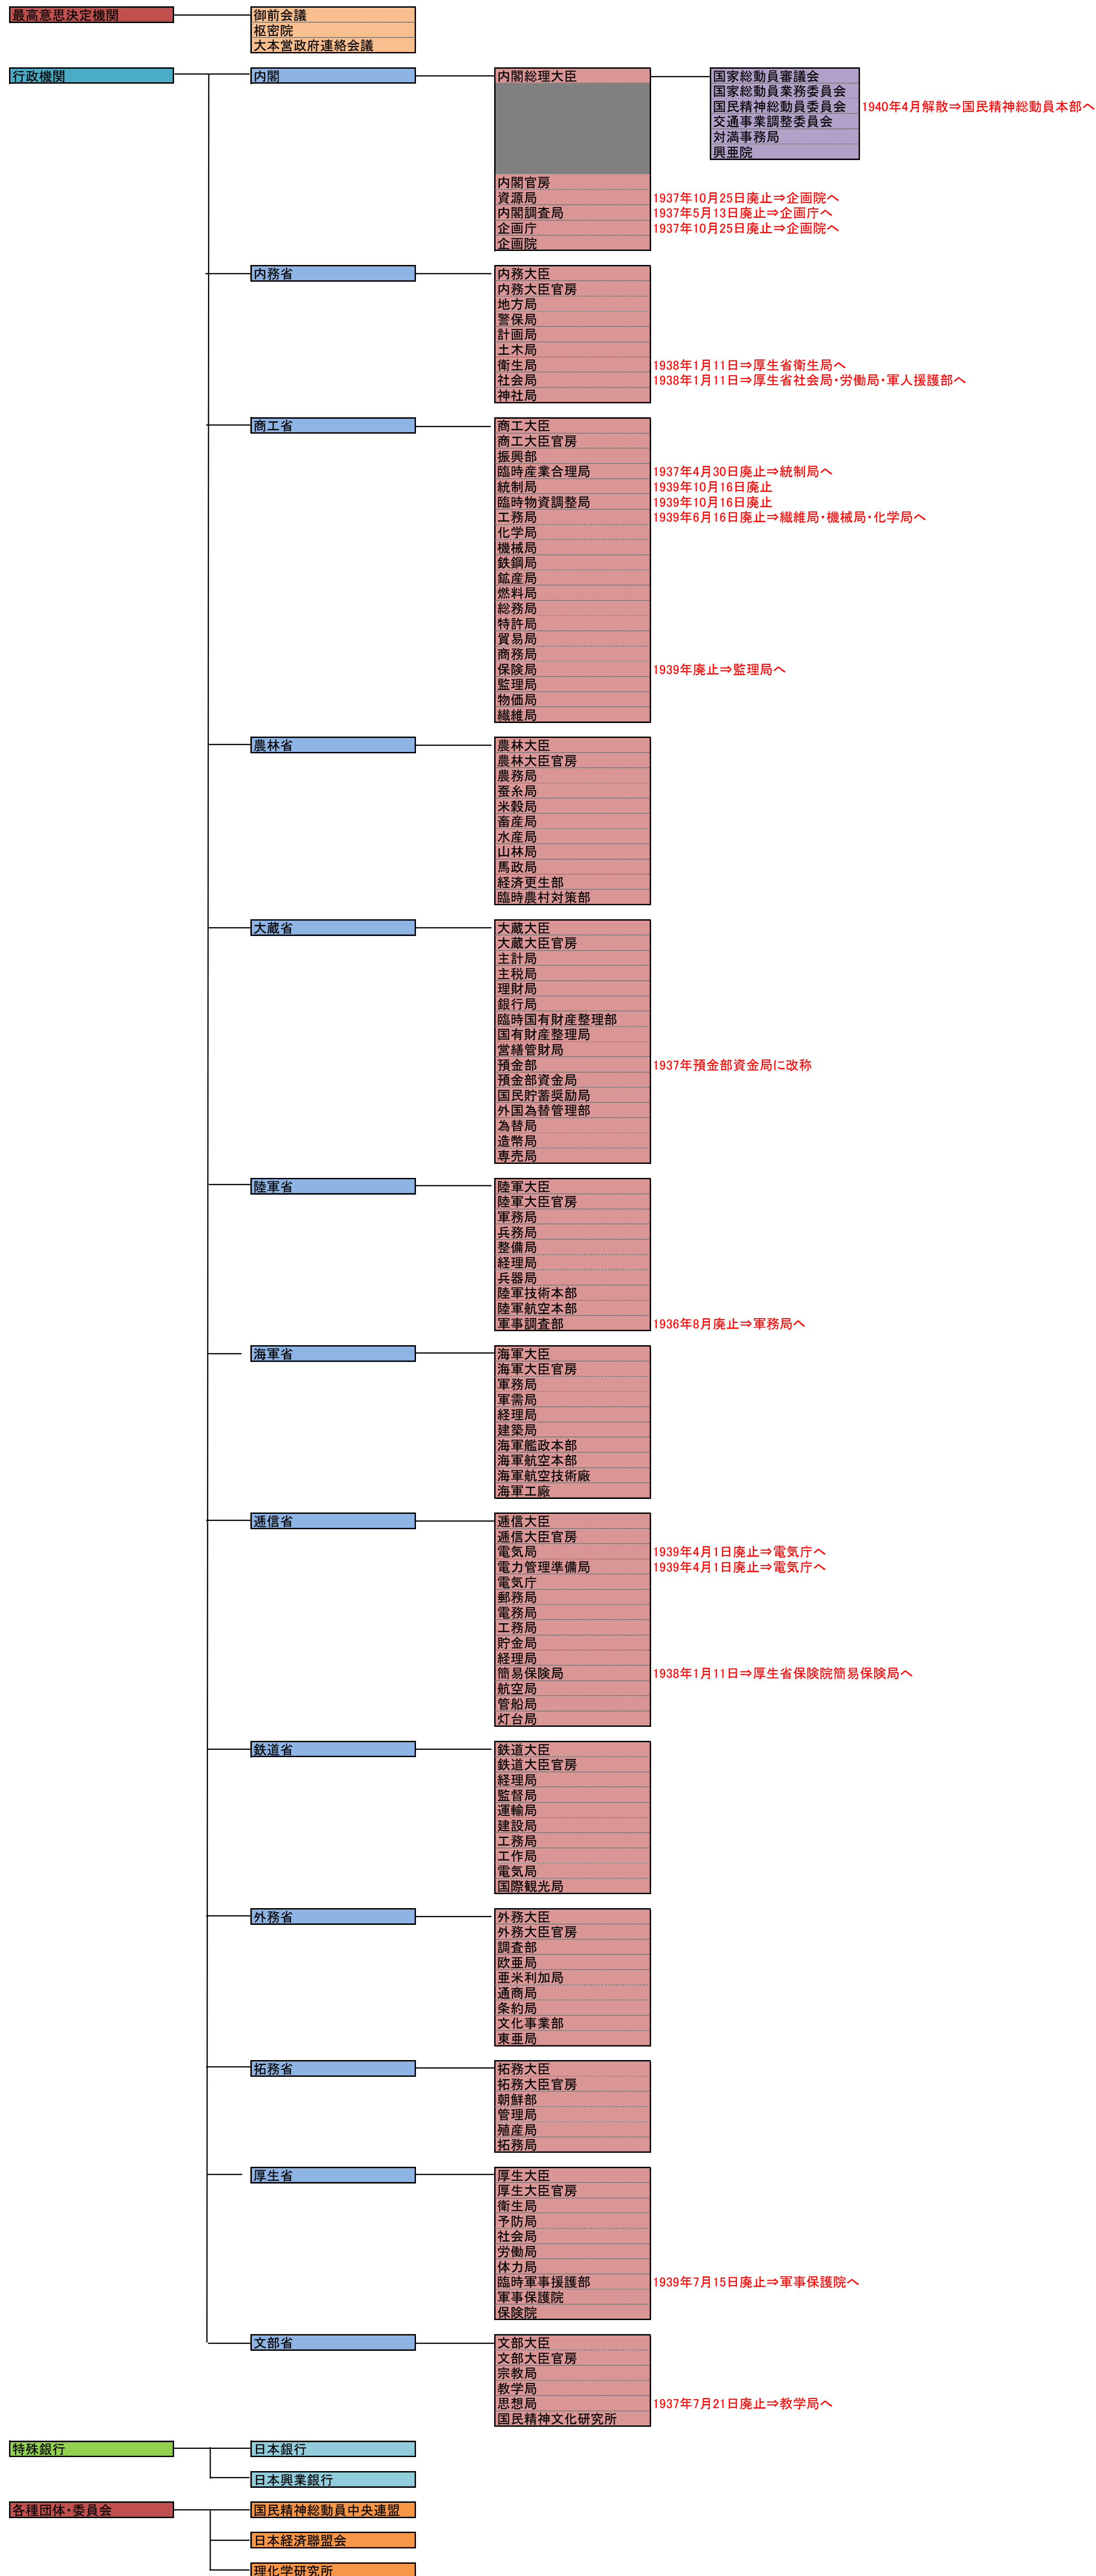 最高意思決定機関
御前会議
枢密院
大本営政府連絡会議
行政機関
内閣
内閣総理大臣
国家総動員審議会
国家総動員業務委員会
国民精神総動員委員会 1940年4月解散⇒国民精神総動員本部へ
交通事業調整委員会
対満事務局
興亜院
内閣官房
資源局 1937年10月25日廃止⇒企画院へ
内閣調査局 1937年5月13日廃止⇒企画庁へ
企画庁 1937年10月25日廃止⇒企画院へ
企画院
内務省
内務大臣
内務大臣官房
地方局
警保局
計画局
土木局
衛生局 1938年1月11日⇒厚生省衛生局へ
社会局 1938年1月11日⇒厚生省社会局・労働局・軍人援護部へ
神社局
商工省
商工大臣
商工大臣官房
振興部
臨時産業合理局 1937年4月30日廃止⇒統制局へ
統制局 1939年10月16日廃止
臨時物資調整局 1939年10月16日廃止
工務局 1939年6月16日廃止⇒繊維局・機械局・化学局へ
化学局
機械局
鉄鋼局
鉱産局
燃料局
総務局
特許局
貿易局
商務局
保険局 1939年廃止⇒監理局へ
監理局
物価局
繊維局
農林省
農林大臣
農林大臣官房
農務局
蚕糸局
米穀局
畜産局
水産局
山林局
馬政局
経済更生部
臨時農村対策部
大蔵省
大蔵大臣
大蔵大臣官房
主計局
主税局
理財局
銀行局
臨時国有財産整理部
国有財産整理局
営繕管財局
預金部 1937年預金部資金局に改称
預金部資金局
国民貯蓄奨励局
外国為替管理部
為替局
造幣局
専売局
陸軍省
陸軍大臣
陸軍大臣官房
軍務局
兵務局
整備局
経理局
兵器局
陸軍技術本部
陸軍航空本部
軍事調査部 1936年8月廃止⇒軍務局へ
海軍省
海軍大臣
海軍大臣官房
軍務局
軍需局
経理局
建築局
海軍艦政本部
海軍航空本部
海軍航空技術廠
海軍工廠
逓信省
逓信大臣
逓信大臣官房
電気局 1939年4月1日廃止⇒電気庁へ
電力管理準備局 1939年4月1日廃止⇒電気庁へ
電気庁
郵務局
電務局
工務局
貯金局
経理局
簡易保険局 1938年1月11日⇒厚生省保険院簡易保険局へ
航空局
管船局
灯台局
鉄道省
鉄道大臣
鉄道大臣官房
経理局
監督局
運輸局
建設局
工務局
工作局
電気局
国際観光局
外務省
外務大臣
外務大臣官房
調査部
欧亜局
亜米利加局
通商局
条約局
文化事業部
東亜局
拓務省
拓務大臣
拓務大臣官房
朝鮮部
管理局
殖産局
拓務局
厚生省
厚生大臣
厚生大臣官房
衛生局
予防局
社会局
労働局
体力局
臨時軍事援護部 1939年7月15日廃止⇒軍事保護院へ
軍事保護院
保険院
文部省
文部大臣
文部大臣官房
宗教局
教学局
思想局 1937年7月21日廃止⇒教学局へ
国民精神文化研究所
特殊銀行
日本銀行
日本興業銀行
各種団体・委員会
国民精神総動員中央連盟
日本経済聯盟会
理化学研究所